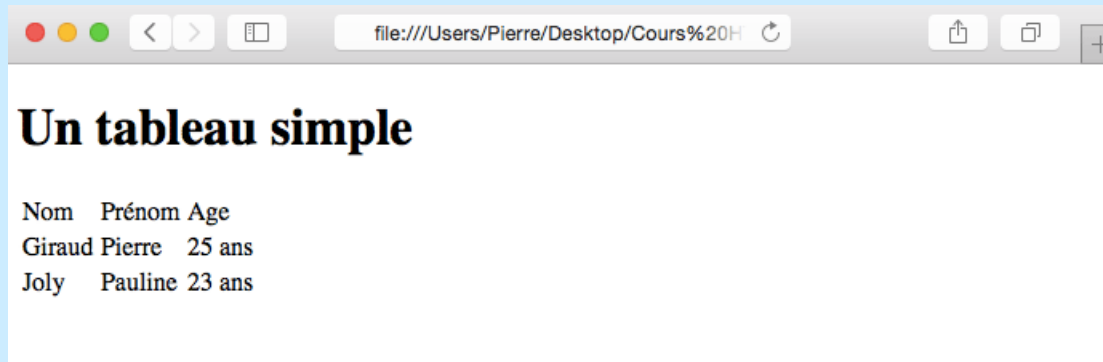 file:///Users/Pierre/Desktop/Cours%20H
Un tableau simple
Nom Prénom Age
Giraud Pierre 25 ans
Joly Pauline 23 ans